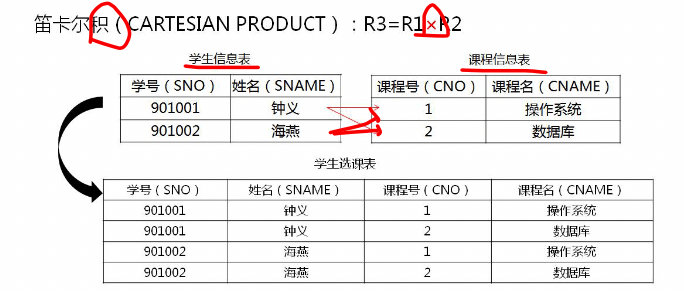 笛卡尔积（CARTESIAN PRODUCT）：R3=R1×R2
学生信息表 课程信息表
学号（SNO） 姓名（SNAME） 课程号（CNO） 课程名（CNAME）
901001 钟义 1 操作系统
901002 海燕 2 数据库
学生选课表
学号（SNO） 姓名（SNAME） 课程号（CNO） 课程名（CNAME）
901001 钟义 1 操作系统
901001 钟义 2 数据库
901002 海燕 1 操作系统
901002 海燕 2 数据库